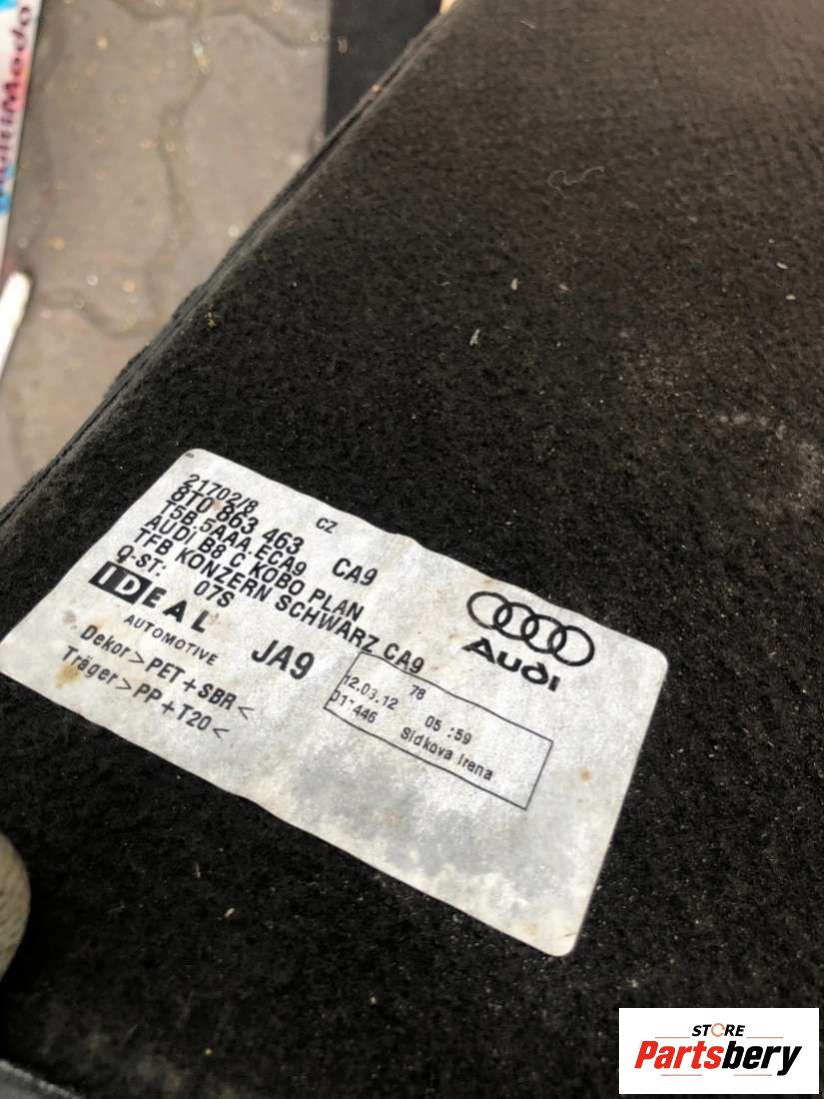 21702/8 CZ
8T0 863 463 CA9
T5B.5AAA.ECA9
AUDI B8 C KOBO PLAN
TFB KONZERN SCHWARZ CA9
Q-ST: 07S
IDEAL
AUTOMOTIVE JA9
Dekor>PET+SBR<
Träger>PP+T20<
Audi
78
12.03.12 05:59
446 Sidkova Irena
STORE
Partsbery